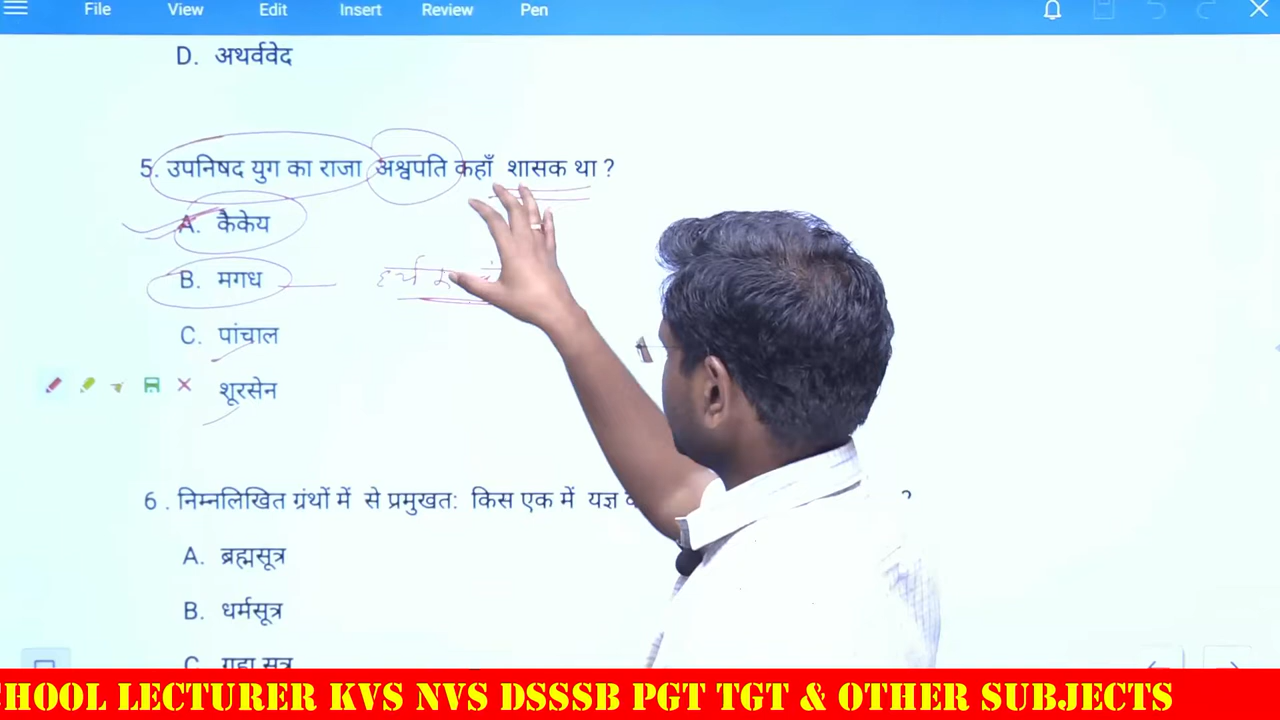 File View Edit Insert Review Pen
D. अथर्ववेद
5. उपनिषद युग का राजा अश्वपति कहाँ शासक था ?
A. कैकेय
B. मगध
C. पांचाल
शूरसेन
6 . निम्नलिखित ग्रंथों में से प्रमुखत: किस एक में यज्ञ ?
A. ब्रह्मसूत्र
B. धर्मसूत्र
HOOL LECTURER KVS NVS DSSSB PGT TGT & OTHER SUBJECTS